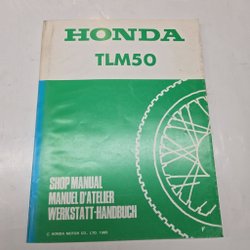 HONDA
TLM50
SHOP MANUAL
MANUEL D'ATELIER
WERKSTATT-HANDBUCH
© HONDA MOTOR CO., LTD. 1985